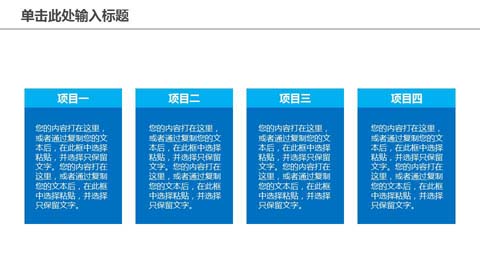 单击此处输入标题
项目一
您的内容打在这里，
或者通过复制您的文
本后，在此框中选择
粘贴，并选择只保留
文字。您的内容打在
这里，或者通过复制
您的文本后，在此框
中选择粘贴，并选择
只保留文字。
项目二
您的内容打在这里，
或者通过复制您的文
本后，在此框中选择
粘贴，并选择只保留
文字。您的内容打在
这里，或者通过复制
您的文本后，在此框
中选择粘贴，并选择
只保留文字。
项目三
您的内容打在这里，
或者通过复制您的文
本后，在此框中选择
粘贴，并选择只保留
文字。您的内容打在
这里，或者通过复制
您的文本后，在此框
中选择粘贴，并选择
只保留文字。
项目四
您的内容打在这里，
或者通过复制您的文
本后，在此框中选择
粘贴，并选择只保留
文字。您的内容打在
这里，或者通过复制
您的文本后，在此框
中选择粘贴，并选择
只保留文字。